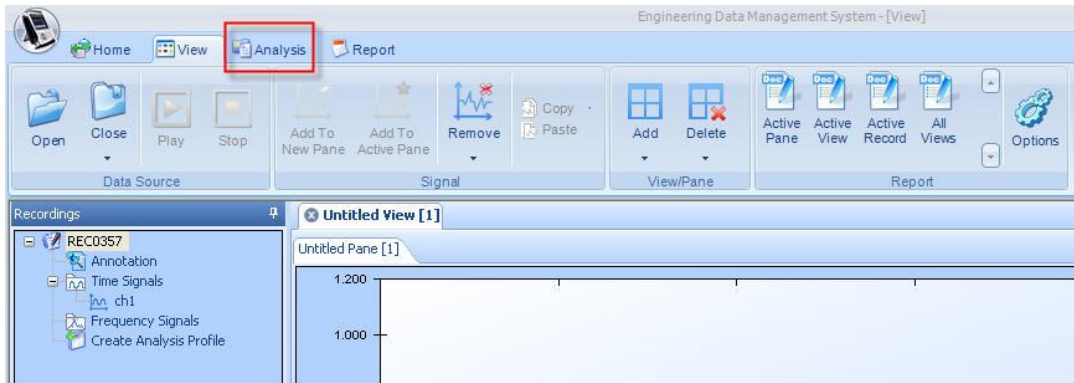 Engineering Data Management System - [View]
Home View Analysis Report
Open Close Play Stop
Add To New Pane
Add To Active Pane
Remove
Copy
Paste
Add Delete
Active Pane
Active View
Active Record
All Views
Options
Data Source Signal View/Pane Report
Recordings
REC0357
Annotation
Time Signals
ch1
Frequency Signals
Create Analysis Profile
Untitled View [1]
Untitled Pane [1]
1.200
1.000